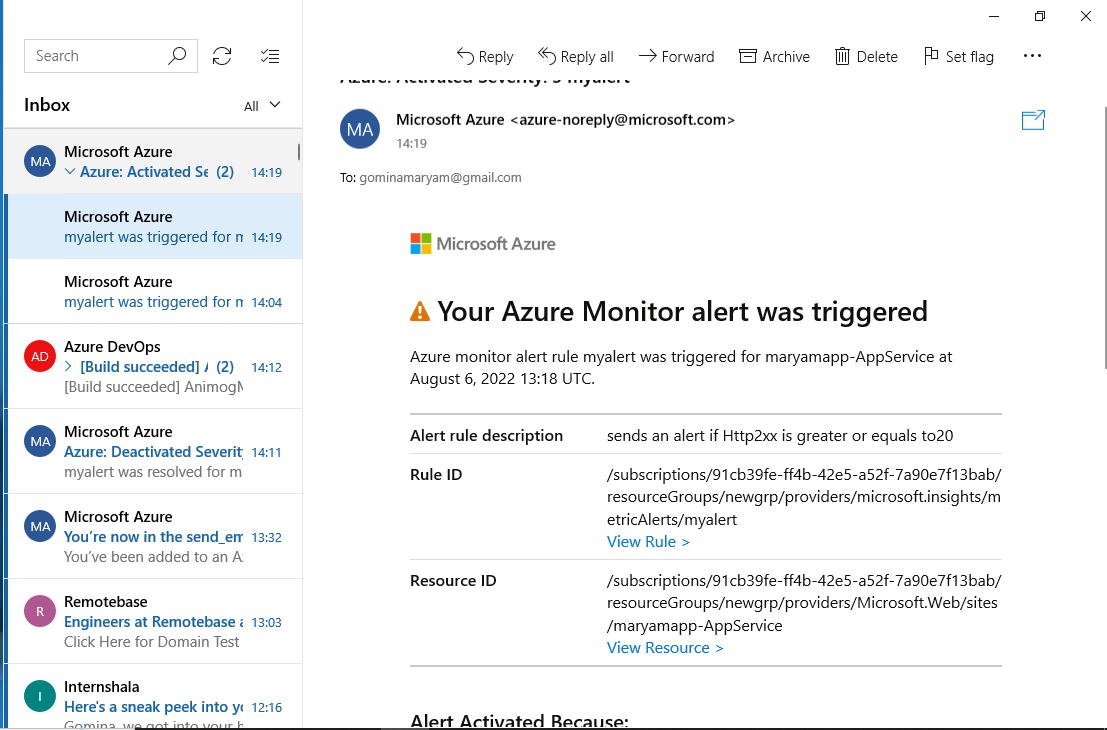 Search
Reply
Reply all
Forward
Archive
Delete
Set flag
Inbox
All
MA
Microsoft Azure
Azure: Activated Se (2) 14:19
Microsoft Azure
myalert was triggered for m 14:19
Microsoft Azure
myalert was triggered for m 14:04
AD
Azure DevOps
[Build succeeded] A (2) 14:12
[Build succeeded] AnimogM
MA
Microsoft Azure
Azure: Deactivated Severity 14:11
myalert was resolved for m
MA
Microsoft Azure
You're now in the send_em 13:32
You've been added to an Az
R
Remotebase
Engineers at Remotebase a 13:03
Click Here for Domain Test
I
Internshala
Here's a sneak peek into yo 12:16
Gomina, we got into your h
Azure: Activated Severity: 3 myalert
MA
Microsoft Azure <azure-noreply@microsoft.com>
14:19
To: gominamaryam@gmail.com
Microsoft Azure
Your Azure Monitor alert was triggered
Azure monitor alert rule myalert was triggered for maryamapp-AppService at
August 6, 2022 13:18 UTC.
Alert rule description
sends an alert if Http2xx is greater or equals to20
Rule ID
/subscriptions/91cb39fe-ff4b-42e5-a52f-7a90e7f13bab/
resourceGroups/newgrp/providers/microsoft.insights/m
etricAlerts/myalert
View Rule >
Resource ID
/subscriptions/91cb39fe-ff4b-42e5-a52f-7a90e7f13bab/
resourceGroups/newgrp/providers/Microsoft.Web/sites
/maryamapp-AppService
View Resource >
Alert Activated Because: